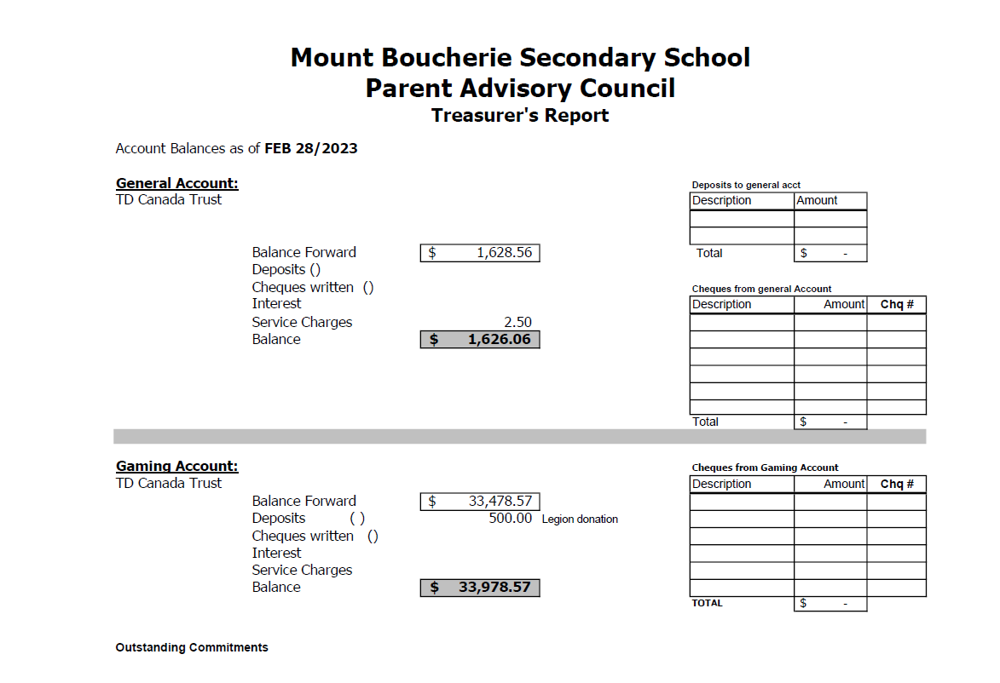 Mount Boucherie Secondary School
Parent Advisory Council
Treasurer's Report
Account Balances as of FEB 28/2023
General Account:
TD Canada Trust
Balance Forward $ 1,628.56
Deposits ()
Cheques written ()
Interest
Service Charges 2.50
Balance $ 1,626.06
Deposits to general acct
Description Amount
Total $ -
Cheques from general Account
Description Amount Chq #
Total $ -
Gaming Account:
TD Canada Trust
Balance Forward $ 33,478.57
Deposits ( ) 500.00 Legion donation
Cheques written ()
Interest
Service Charges
Balance $ 33,978.57
Cheques from Gaming Account
Description Amount Chq #
TOTAL $ -
Outstanding Commitments